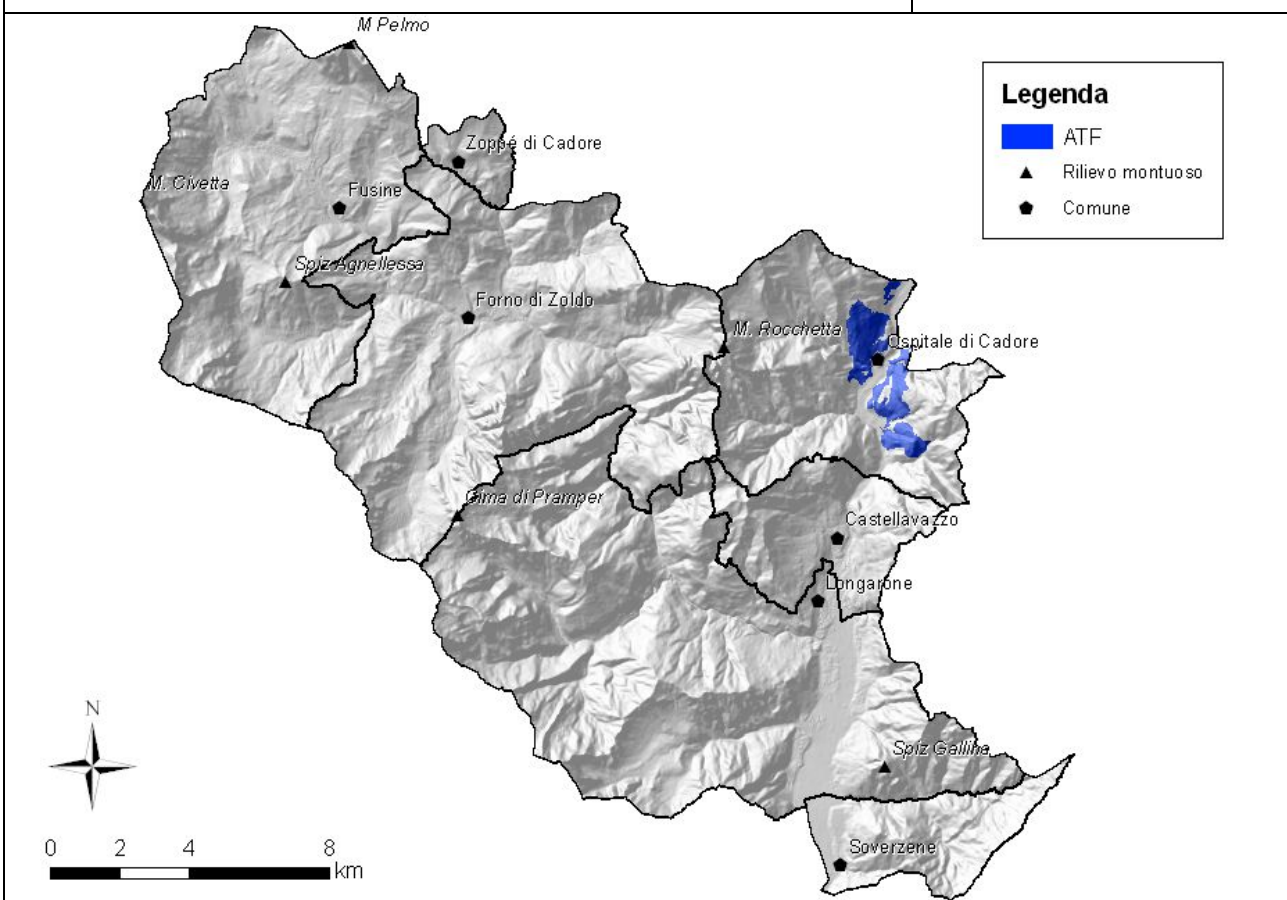 M Pelmo
Legenda
ATF
Rilievo montuoso
Comune
Zoppé di Cadore
M. Civetta
Fusine
Spiz Agnellessa
Forno di Zoldo
M. Rocchetta
Ospitale di Cadore
Cima di Pramper
Castellavazzo
Longarone
Spiz Gallina
Soverzene
N
0 2 4 8
km